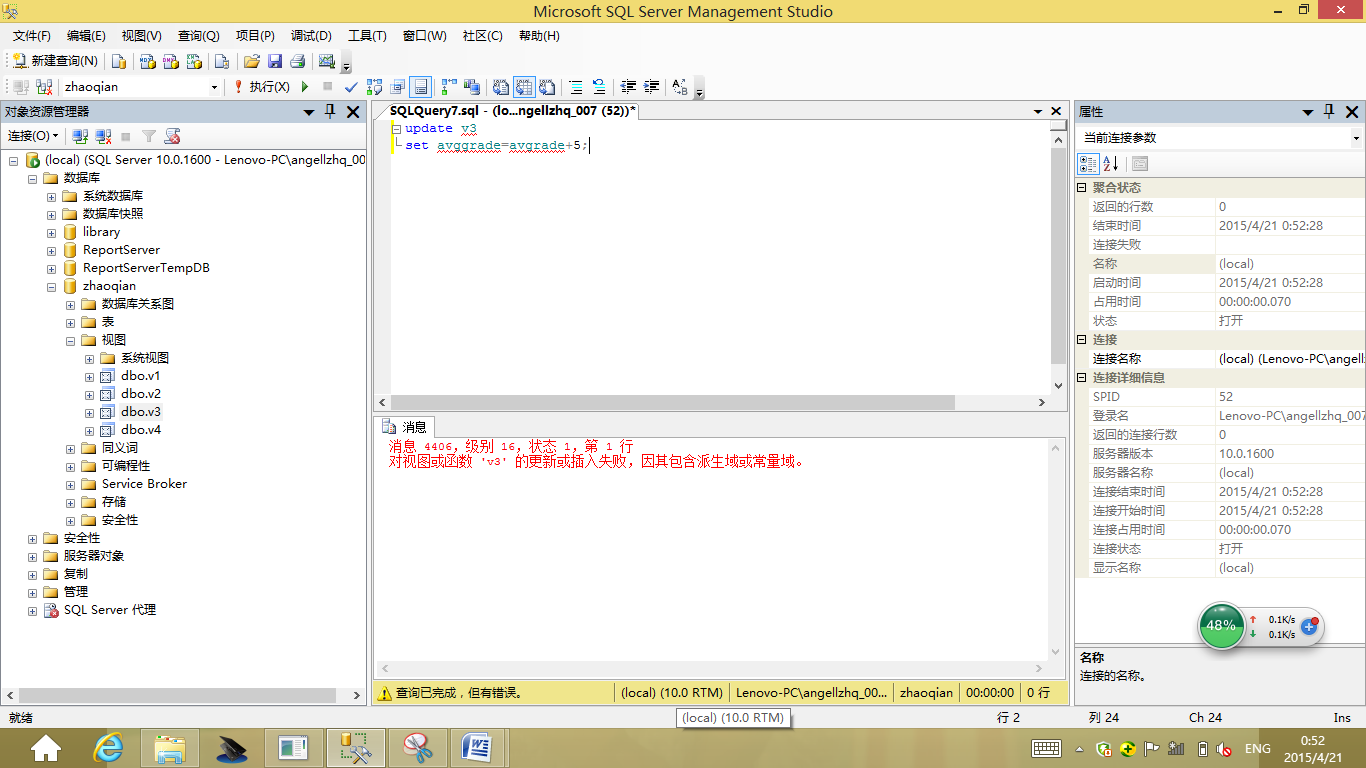 Microsoft SQL Server Management Studio
文件(F) 编辑(E) 视图(V) 查询(Q) 项目(P) 调试(D) 工具(T) 窗口(W) 社区(C) 帮助(H)
新建查询(N)
zhaoqian 执行(X)
对象资源管理器
连接(O)
(local) (SQL Server 10.0.1600 - Lenovo-PC\angellzhq_00
数据库
系统数据库
数据库快照
library
ReportServer
ReportServerTempDB
zhaoqian
数据库关系图
表
视图
系统视图
dbo.v1
dbo.v2
dbo.v3
dbo.v4
同义词
可编程性
Service Broker
存储
安全性
安全性
服务器对象
复制
管理
SQL Server 代理
SQLQuery7.sql - (lo...ngellzhq_007 (52))*
update v3
set avggrade=avgrade+5;
消息
消息 4406，级别 16，状态 1，第 1 行
对视图或函数 'v3' 的更新或插入失败，因其包含派生域或常量域。
查询已完成，但有错误。 (local) (10.0 RTM) Lenovo-PC\angellzhq_00... zhaoqian 00:00:00 0 行
(local) (10.0 RTM)
属性
当前连接参数
聚合状态
返回的行数 0
结束时间 2015/4/21 0:52:28
连接失败
名称 (local)
启动时间 2015/4/21 0:52:28
占用时间 00:00:00.070
状态 打开
连接
连接名称 (local) (Lenovo-PC\angell
连接详细信息
SPID 52
登录名 Lenovo-PC\angellzhq_007
返回的连接行数 0
服务器版本 10.0.1600
服务器名称 (local)
连接结束时间 2015/4/21 0:52:28
连接开始时间 2015/4/21 0:52:28
连接占用时间 00:00:00.070
连接状态 打开
显示名称 (local)
48% 0.1K/s
0.1K/s
名称
连接的名称。
就绪 行 2 列 24 Ch 24 Ins
ENG 0:52
2015/4/21